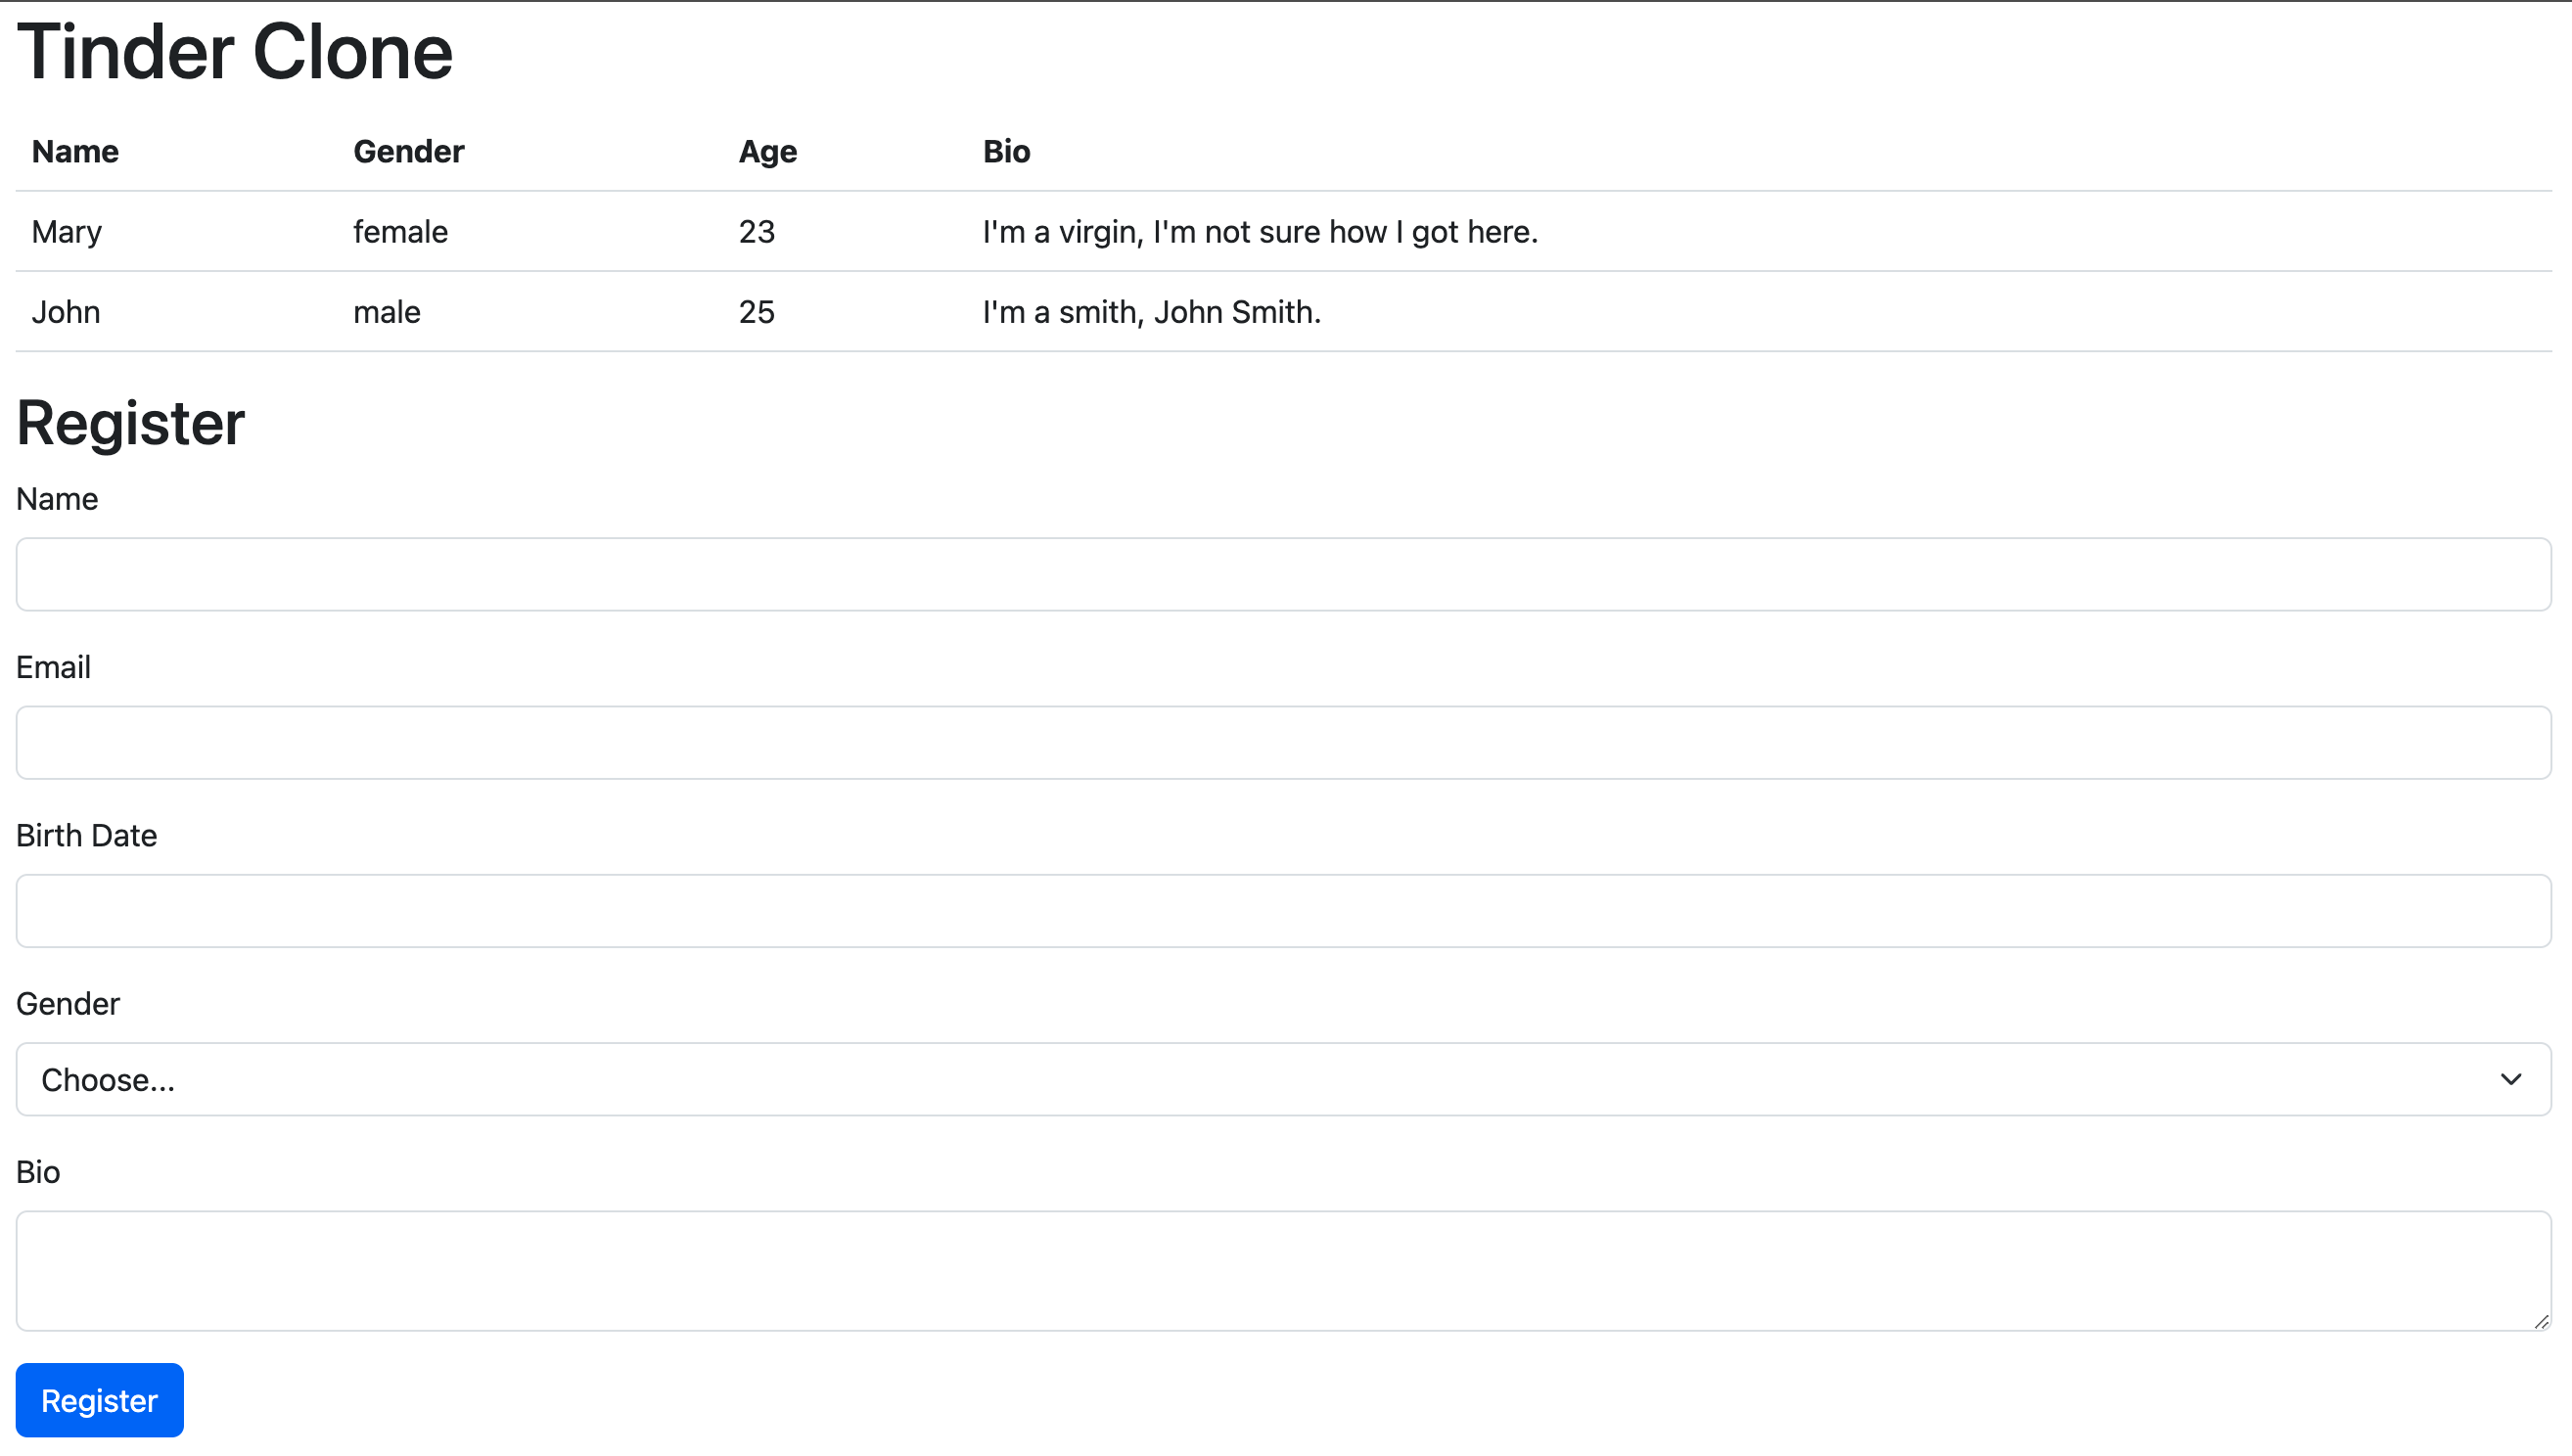 Tinder Clone
Name Gender Age Bio
Mary female 23 I'm a virgin, I'm not sure how I got here.
John male 25 I'm a smith, John Smith.
Register
Name
Email
Birth Date
Gender
Choose...
Bio
Register